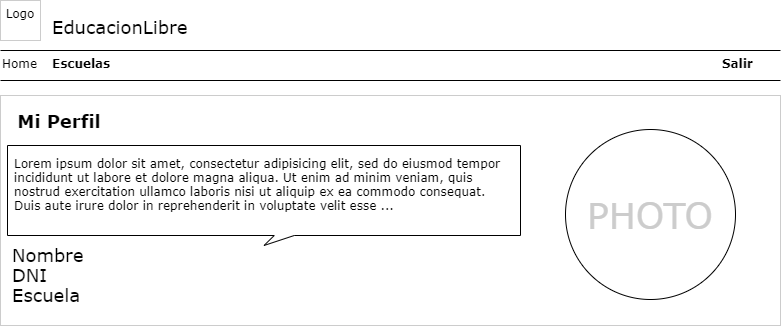 Logo
EducacionLibre
Home Escuelas Salir
Mi Perfil
Lorem ipsum dolor sit amet, consectetur adipisicing elit, sed do eiusmod tempor
incididunt ut labore et dolore magna aliqua. Ut enim ad minim veniam, quis
nostrud exercitation ullamco laboris nisi ut aliquip ex ea commodo consequat.
Duis aute irure dolor in reprehenderit in voluptate velit esse ...
PHOTO
Nombre
DNI
Escuela